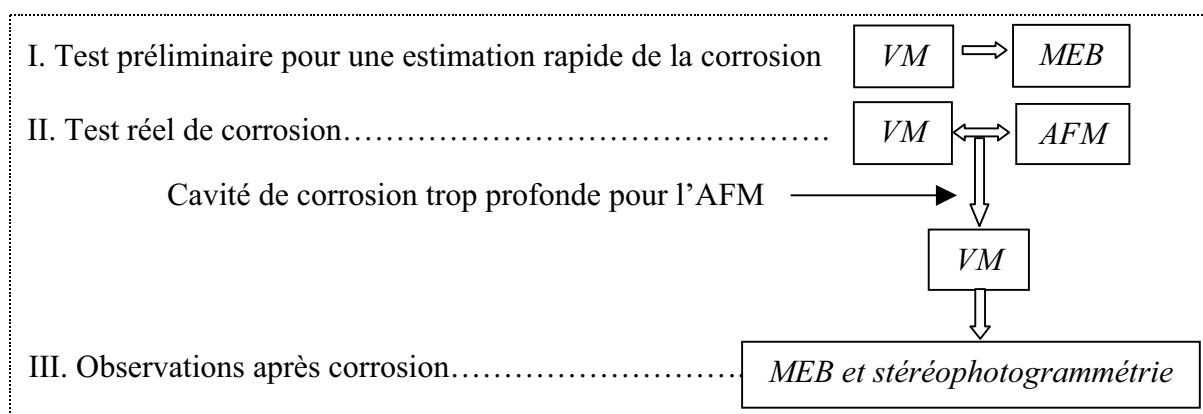 I. Test préliminaire pour une estimation rapide de la corrosion VM MEB
II. Test réel de corrosion………………………………………… VM AFM
Cavité de corrosion trop profonde pour l’AFM
VM
III. Observations après corrosion………………………… MEB et stéréophotogrammétrie